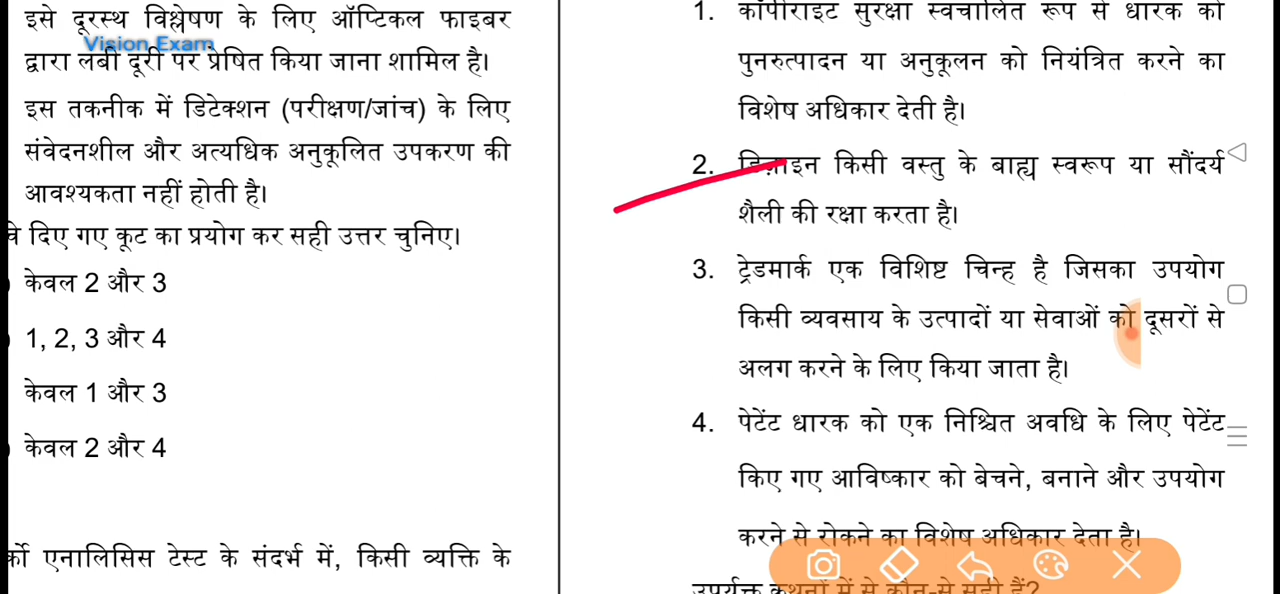 इसे दूरस्थ विश्लेषण के लिए ऑप्टिकल फाइबर
Vision Exam
द्वारा लंबी दूरी पर प्रेषित किया जाना शामिल है।
इस तकनीक में डिटेक्शन (परीक्षण/जांच) के लिए
संवेदनशील और अत्यधिक अनुकूलित उपकरण की
आवश्यकता नहीं होती है।
दिए गए कूट का प्रयोग कर सही उत्तर चुनिए।
केवल 2 और 3
1, 2, 3 और 4
केवल 1 और 3
केवल 2 और 4
एनालिसिस टेस्ट के संदर्भ में, किसी व्यक्ति के
1. कॉपीराइट सुरक्षा स्वचालित रूप से धारक को
पुनरुत्पादन या अनुकूलन को नियंत्रित करने का
विशेष अधिकार देती है।
2. डिज़ाइन किसी वस्तु के बाह्य स्वरूप या सौंदर्य
शैली की रक्षा करता है।
3. ट्रेडमार्क एक विशिष्ट चिन्ह है जिसका उपयोग
किसी व्यवसाय के उत्पादों या सेवाओं को दूसरों से
अलग करने के लिए किया जाता है।
4. पेटेंट धारक को एक निश्चित अवधि के लिए पेटेंट
किए गए आविष्कार को बेचने, बनाने और उपयोग
करने से रोकने का विशेष अधिकार देता है।
उपर्युक्त कथनों में से कौन-से सही हैं?